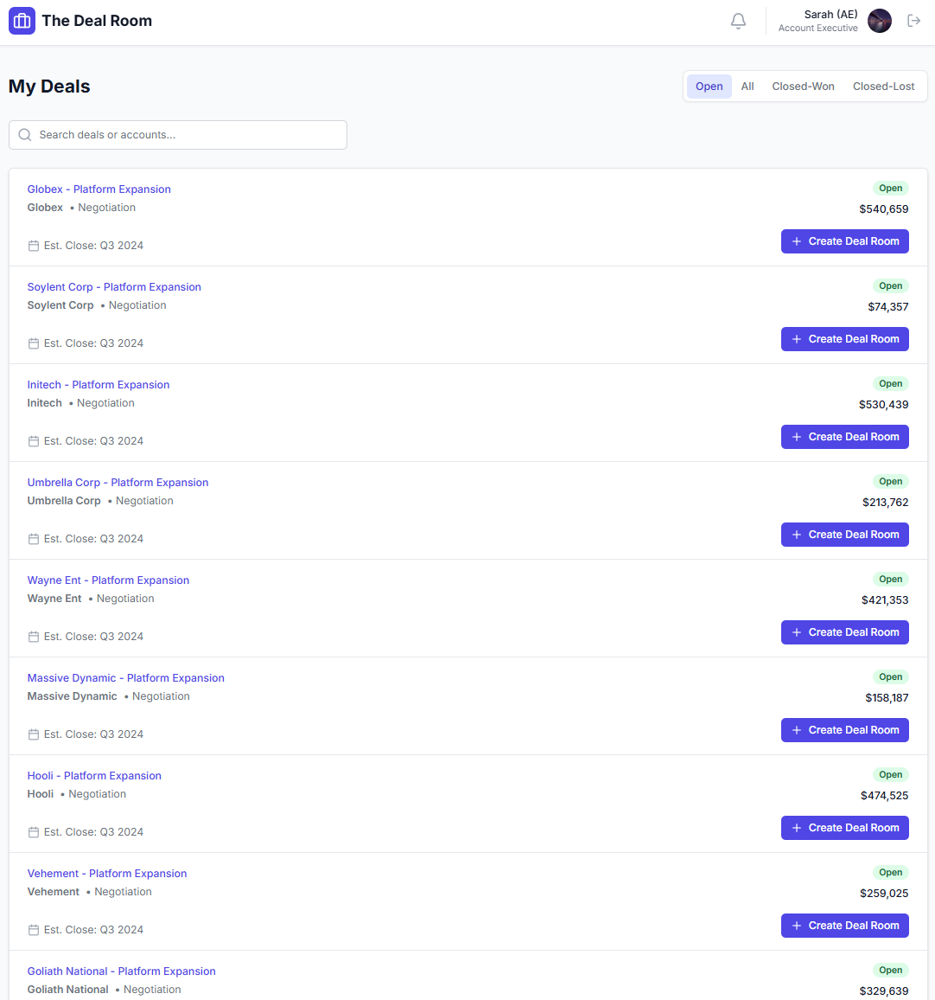 The Deal Room
Sarah (AE)
Account Executive
My Deals
Open All Closed-Won Closed-Lost
Search deals or accounts...
Globex - Platform Expansion
Open
Globex • Negotiation
$540,659
Est. Close: Q3 2024
Create Deal Room
Soylent Corp - Platform Expansion
Open
Soylent Corp • Negotiation
$74,357
Est. Close: Q3 2024
Create Deal Room
Initech - Platform Expansion
Open
Initech • Negotiation
$530,439
Est. Close: Q3 2024
Create Deal Room
Umbrella Corp - Platform Expansion
Open
Umbrella Corp • Negotiation
$213,762
Est. Close: Q3 2024
Create Deal Room
Wayne Ent - Platform Expansion
Open
Wayne Ent • Negotiation
$421,353
Est. Close: Q3 2024
Create Deal Room
Massive Dynamic - Platform Expansion
Open
Massive Dynamic • Negotiation
$158,187
Est. Close: Q3 2024
Create Deal Room
Hooli - Platform Expansion
Open
Hooli • Negotiation
$474,525
Est. Close: Q3 2024
Create Deal Room
Vehement - Platform Expansion
Open
Vehement • Negotiation
$259,025
Est. Close: Q3 2024
Create Deal Room
Goliath National - Platform Expansion
Open
Goliath National • Negotiation
$329,639